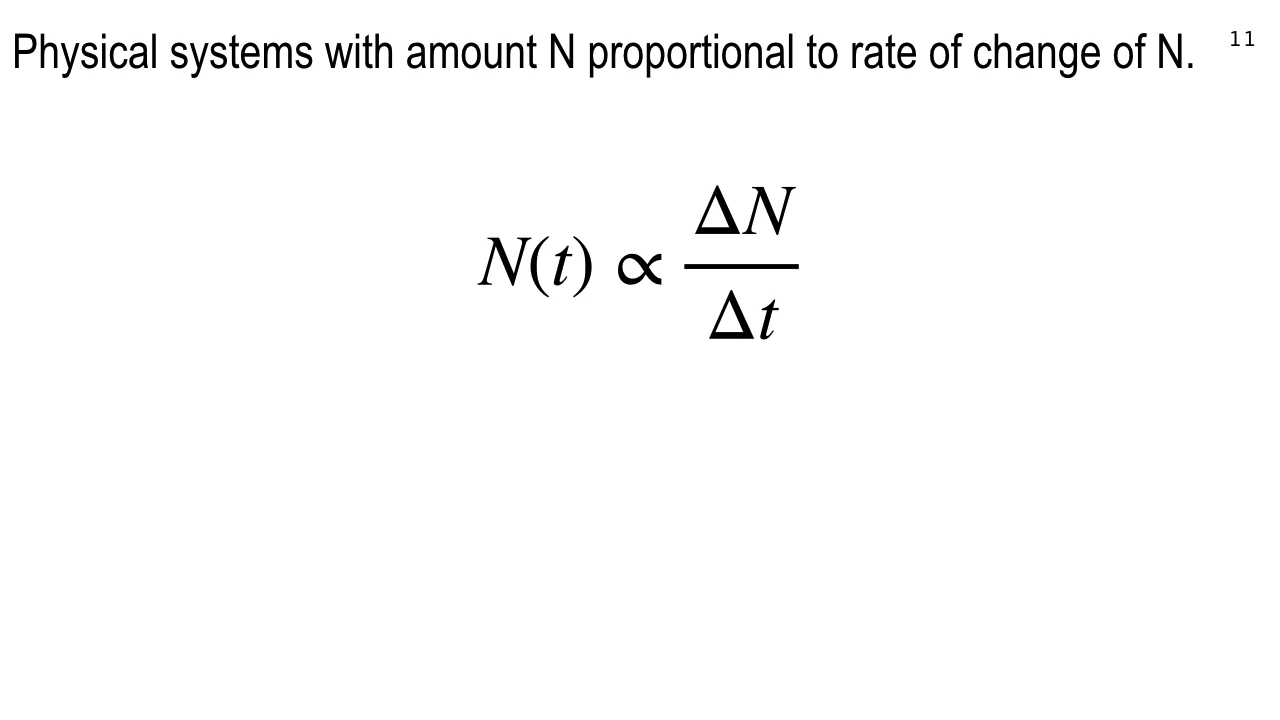 Physical systems with amount N proportional to rate of change of N.
11
N(t) ∝ ΔN/Δt